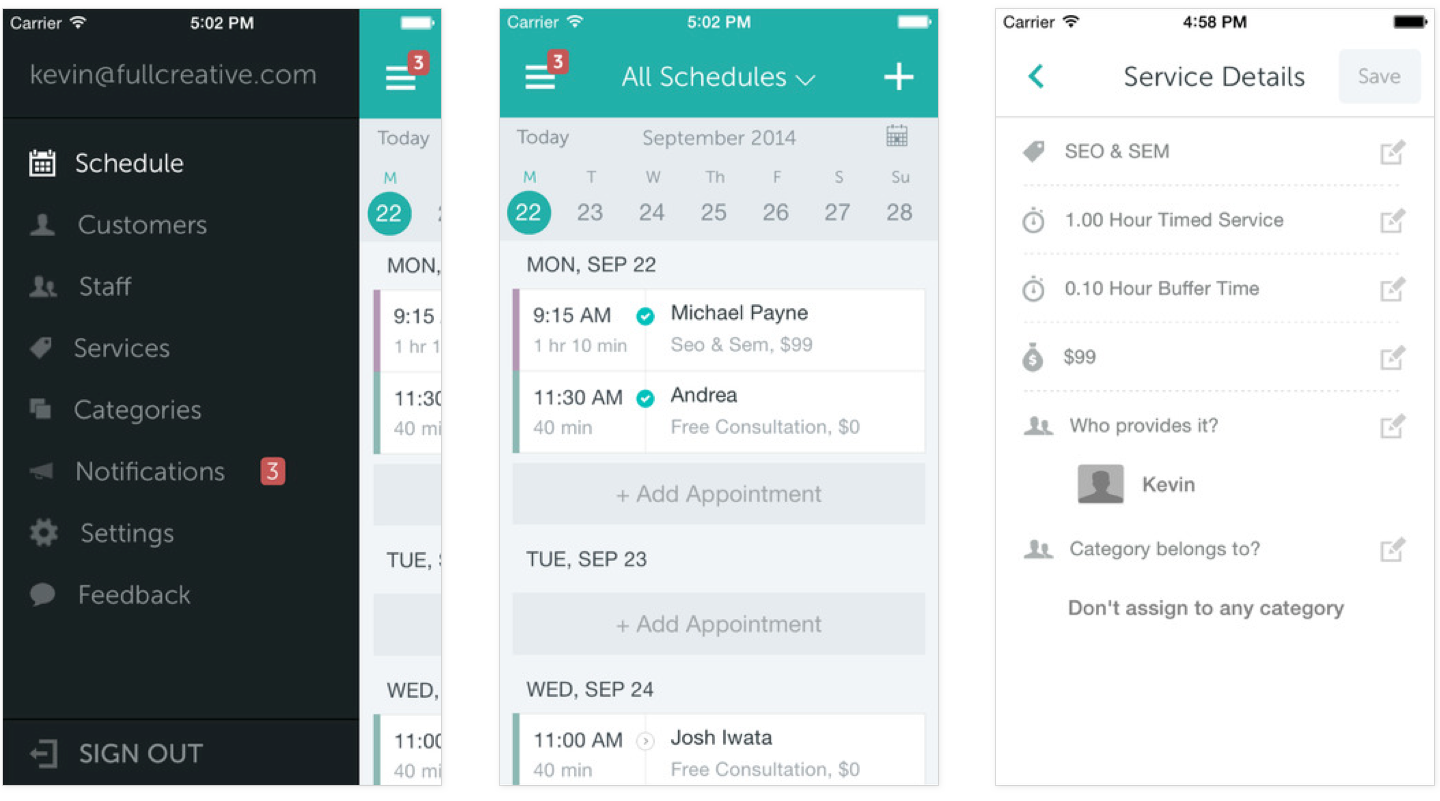 Carrier 5:02 PM
kevin@fullcreative.com
Schedule
Customers
Staff
Services
Categories
Notifications 3
Settings
Feedback
SIGN OUT
3
Today
M
22
MON,
9:15
1 hr 1
11:30
40 mi
TUE,
WED,
11:00
40 mi
Carrier 5:02 PM
3 All Schedules +
Today September 2014
M T W Th F S Su
22 23 24 25 26 27 28
MON, SEP 22
9:15 AM Michael Payne
1 hr 10 min Seo & Sem, $99
11:30 AM Andrea
40 min Free Consultation, $0
+ Add Appointment
TUE, SEP 23
+ Add Appointment
WED, SEP 24
11:00 AM Josh Iwata
40 min Free Consultation, $0
Carrier 4:58 PM
Service Details Save
SEO & SEM
1.00 Hour Timed Service
0.10 Hour Buffer Time
$99
Who provides it?
Kevin
Category belongs to?
Don't assign to any category